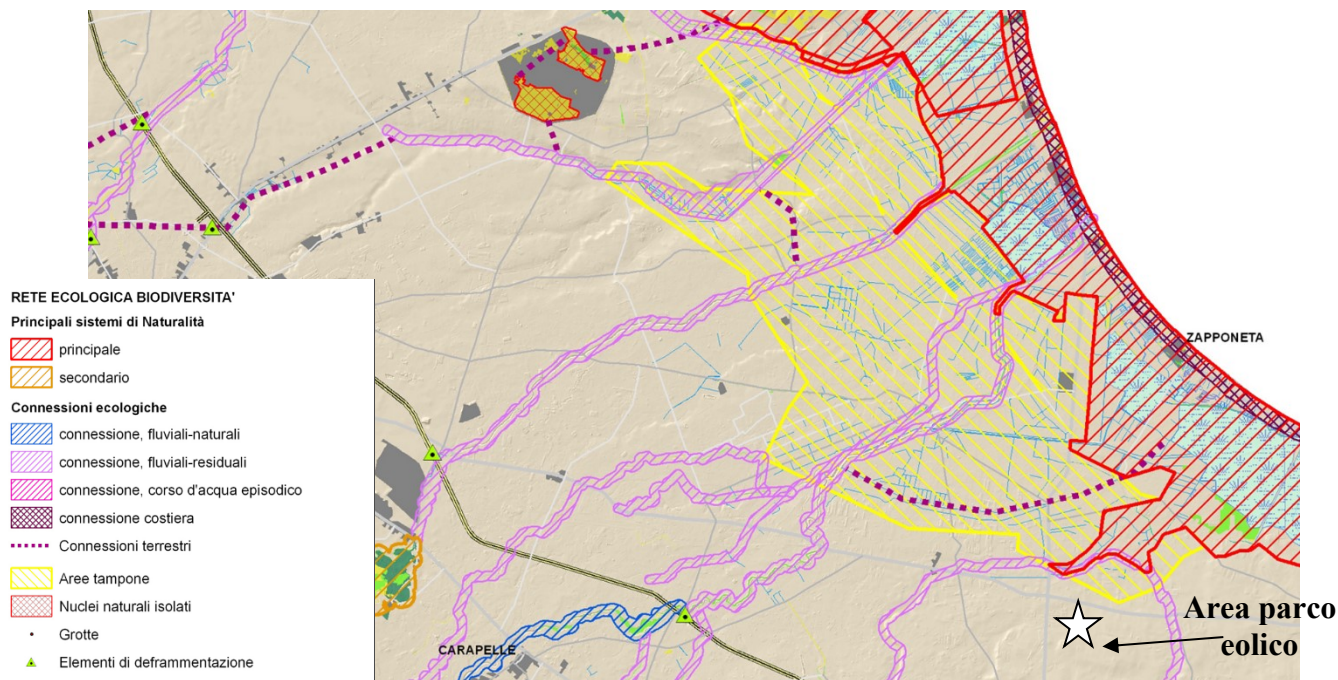 RETE ECOLOGICA BIODIVERSITA'
Principali sistemi di Naturalità
principale
secondario
Connessioni ecologiche
connessione, fluviali-naturali
connessione, fluviali-residuali
connessione, corso d'acqua episodico
connessione costiera
Connessioni terrestri
Aree tampone
Nuclei naturali isolati
Grotte
Elementi di deframmentazione
ZAPPONETA
CARAPELLE
Area parco
eolico